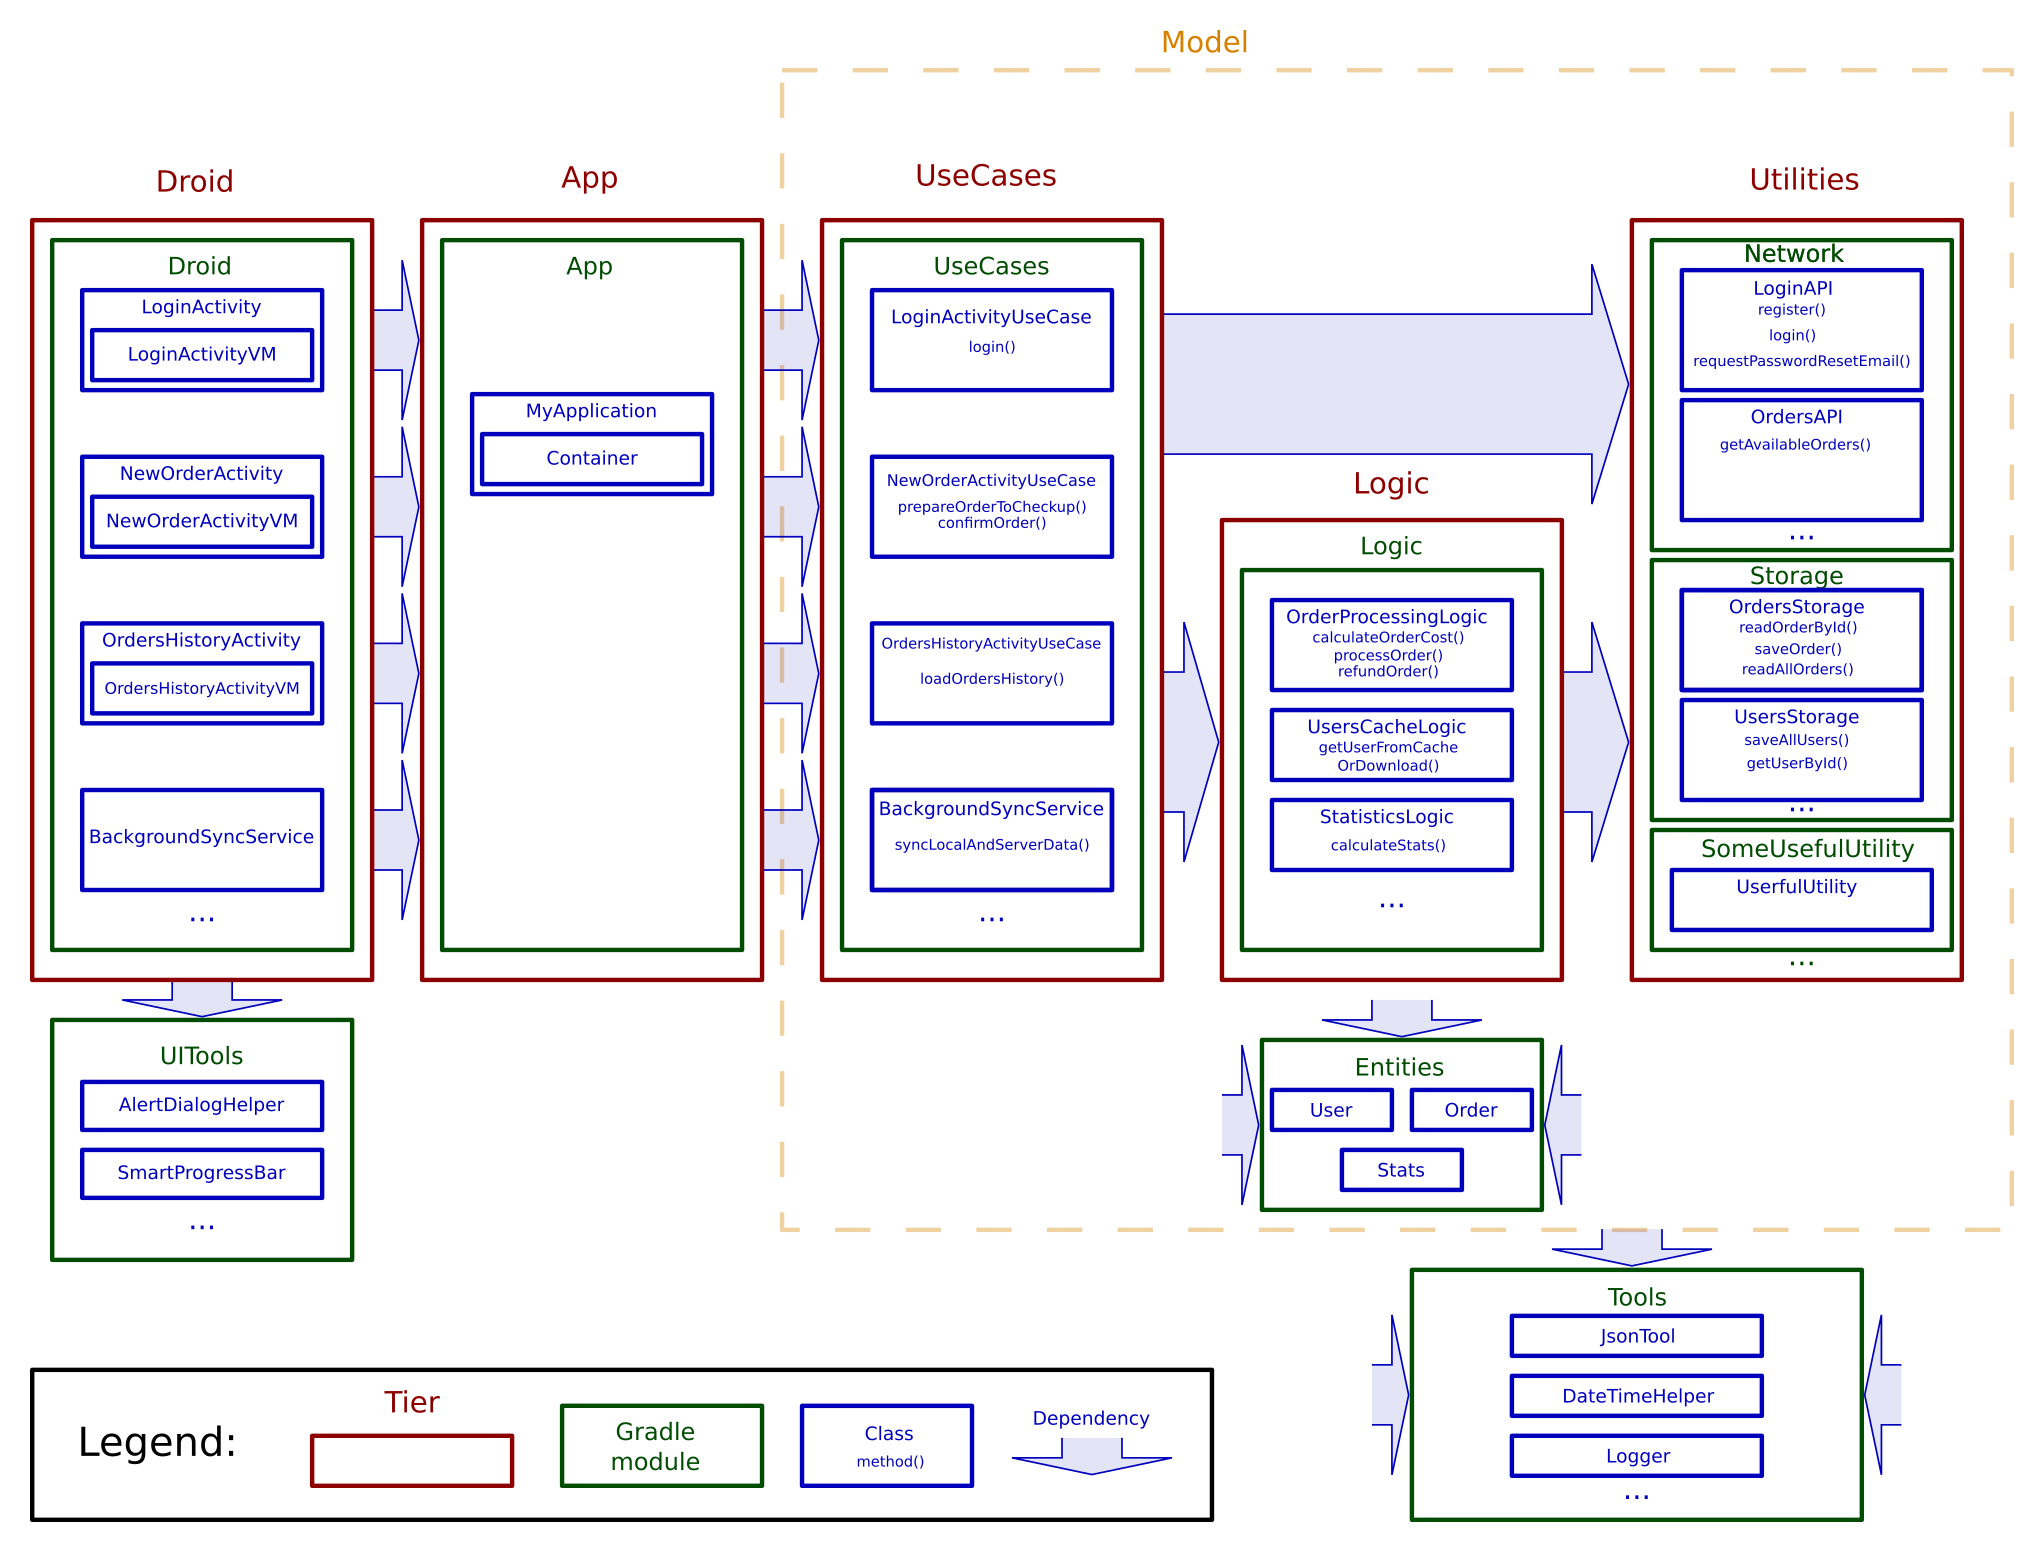 Model
Droid
Droid
LoginActivity
LoginActivityVM
NewOrderActivity
NewOrderActivityVM
OrdersHistoryActivity
OrdersHistoryActivityVM
BackgroundSyncService
...
UITools
AlertDialogHelper
SmartProgressBar
...
App
App
MyApplication
Container
UseCases
UseCases
LoginActivityUseCase
login()
NewOrderActivityUseCase
prepareOrderToCheckup()
confirmOrder()
OrdersHistoryActivityUseCase
loadOrdersHistory()
BackgroundSyncService
syncLocalAndServerData()
...
Logic
Logic
OrderProcessingLogic
calculateOrderCost()
processOrder()
refundOrder()
UsersCacheLogic
getUserFromCache
OrDownload()
StatisticsLogic
calculateStats()
...
Utilities
Network
LoginAPI
register()
login()
requestPasswordResetEmail()
OrdersAPI
getAvailableOrders()
...
Storage
OrdersStorage
readOrderById()
saveOrder()
readAllOrders()
UsersStorage
saveAllUsers()
getUserById()
...
SomeUsefulUtility
UserfulUtility
...
Entities
User
Order
Stats
Tools
JsonTool
DateTimeHelper
Logger
...
Legend:
Tier
Gradle
module
Class
method()
Dependency